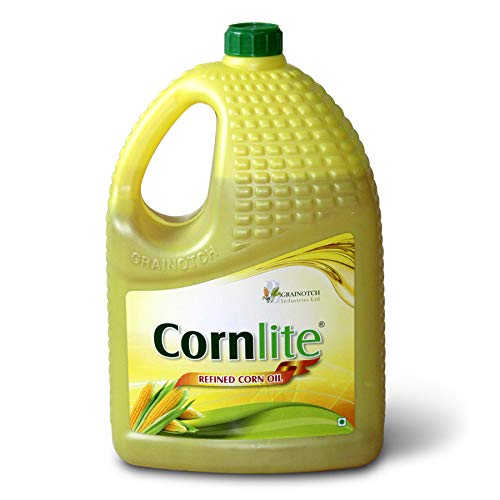 GRAINOTCH
GRAINOTCH
Industries Ltd
Cornlite®
REFINED CORN OIL